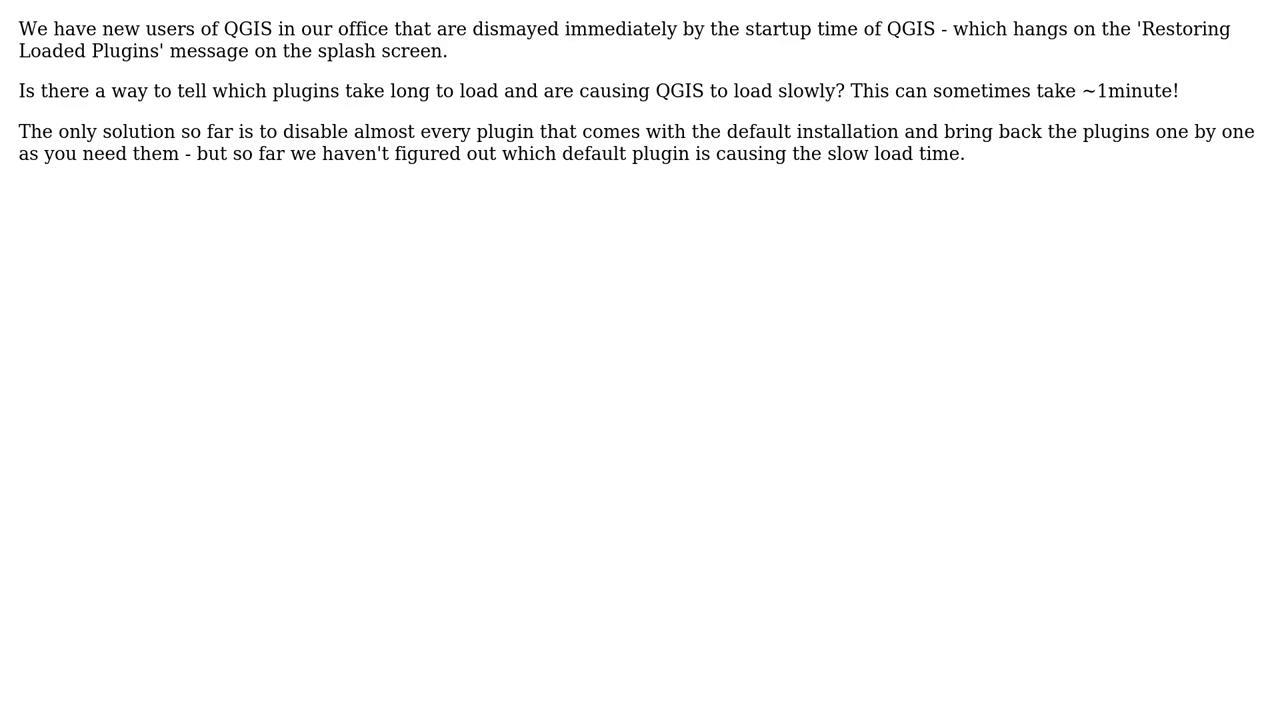 We have new users of QGIS in our office that are dismayed immediately by the startup time of QGIS - which hangs on the 'Restoring
Loaded Plugins' message on the splash screen.
Is there a way to tell which plugins take long to load and are causing QGIS to load slowly? This can sometimes take ~1minute!
The only solution so far is to disable almost every plugin that comes with the default installation and bring back the plugins one by one
as you need them - but so far we haven't figured out which default plugin is causing the slow load time.